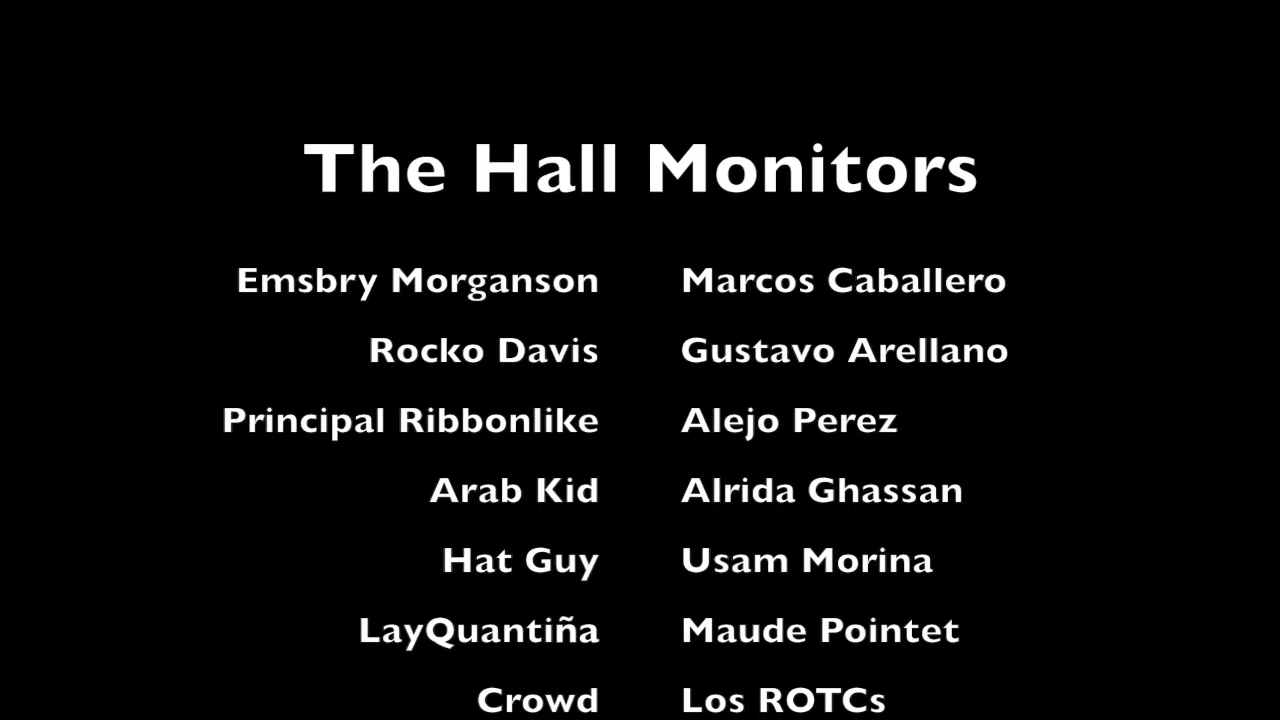 The Hall Monitors
Emsbry Morganson Marcos Caballero
Rocko Davis Gustavo Arellano
Principal Ribbonlike Alejo Perez
Arab Kid Alrida Ghassan
Hat Guy Usam Morina
LayQuantiña Maude Pointet
Crowd Los ROTCs